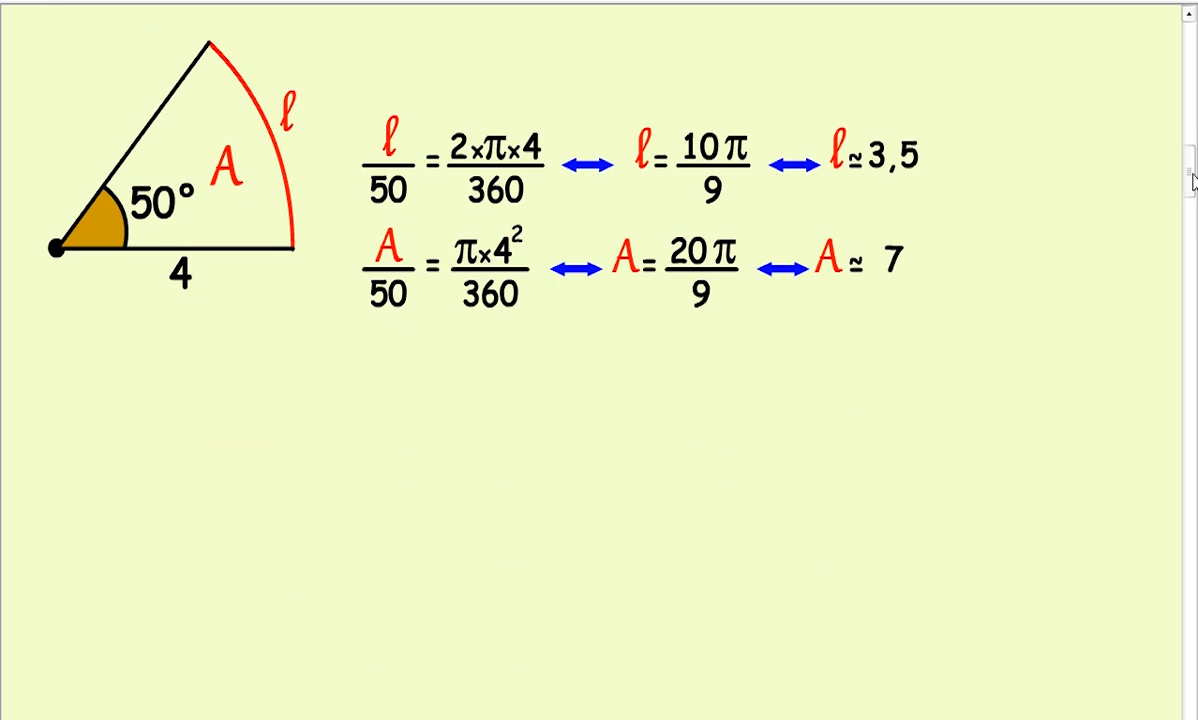 ℓ
A
50°
4
ℓ/50 = 2×π×4/360 ⟷ ℓ = 10π/9 ⟷ ℓ ≃ 3,5
A/50 = π×4²/360 ⟷ A = 20π/9 ⟷ A ≃ 7